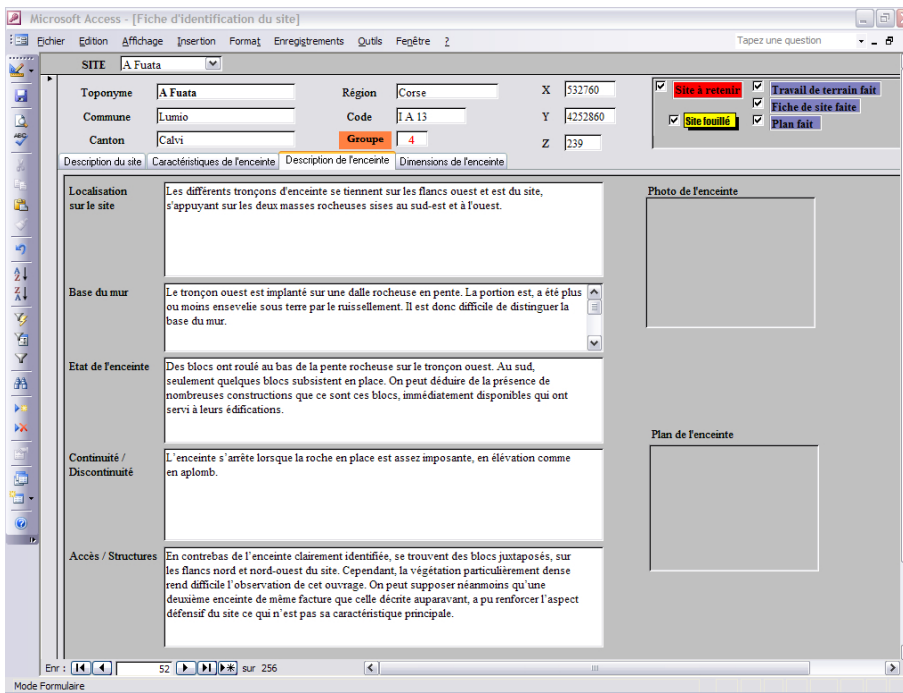 Microsoft Access - [Fiche d'identification du site]
Fichier Edition Affichage Insertion Format Enregistrements Outils Fenêtre ? Tapez une question
SITE A Fuata
Toponyme A Fuata Région Corse X 532760
Commune Lumio Code I A 13 Y 4252860
Canton Calvi Groupe 4 Z 239
Site à retenir Travail de terrain fait
Fiche de site faite
Site fouillé Plan fait
Description du site Caractéristiques de l'enceinte Description de l'enceinte Dimensions de l'enceinte
Localisation sur le site
Les différents tronçons d'enceinte se tiennent sur les flancs ouest et est du site,
s'appuyant sur les deux masses rocheuses sises au sud-est et à l'ouest.
Photo de l'enceinte
Base du mur
Le tronçon ouest est implanté sur une dalle rocheuse en pente. La portion est, a été plus
ou moins ensevelie sous terre par le ruissellement. Il est donc difficile de distinguer la
base du mur.
Etat de l'enceinte
Des blocs ont roulé au bas de la pente rocheuse sur le tronçon ouest. Au sud,
seulement quelques blocs subsistent en place. On peut déduire de la présence de
nombreuses constructions que ce sont ces blocs, immédiatement disponibles qui ont
servi à leurs édifications.
Plan de l'enceinte
Continuité /
Discontinuité
L'enceinte s'arrête lorsque la roche en place est assez imposante, en élévation comme
en aplomb.
Accès / Structures
En contrebas de l'enceinte clairement identifiée, se trouvent des blocs juxtaposés, sur
les flancs nord et nord-ouest du site. Cependant, la végétation particulièrement dense
rend difficile l'observation de cet ouvrage. On peut supposer néanmoins qu'une
deuxième enceinte de même facture que celle décrite auparavant, a pu renforcer l'aspect
défensif du site ce qui n'est pas sa caractéristique principale.
Enr : 52 sur 256
Mode Formulaire